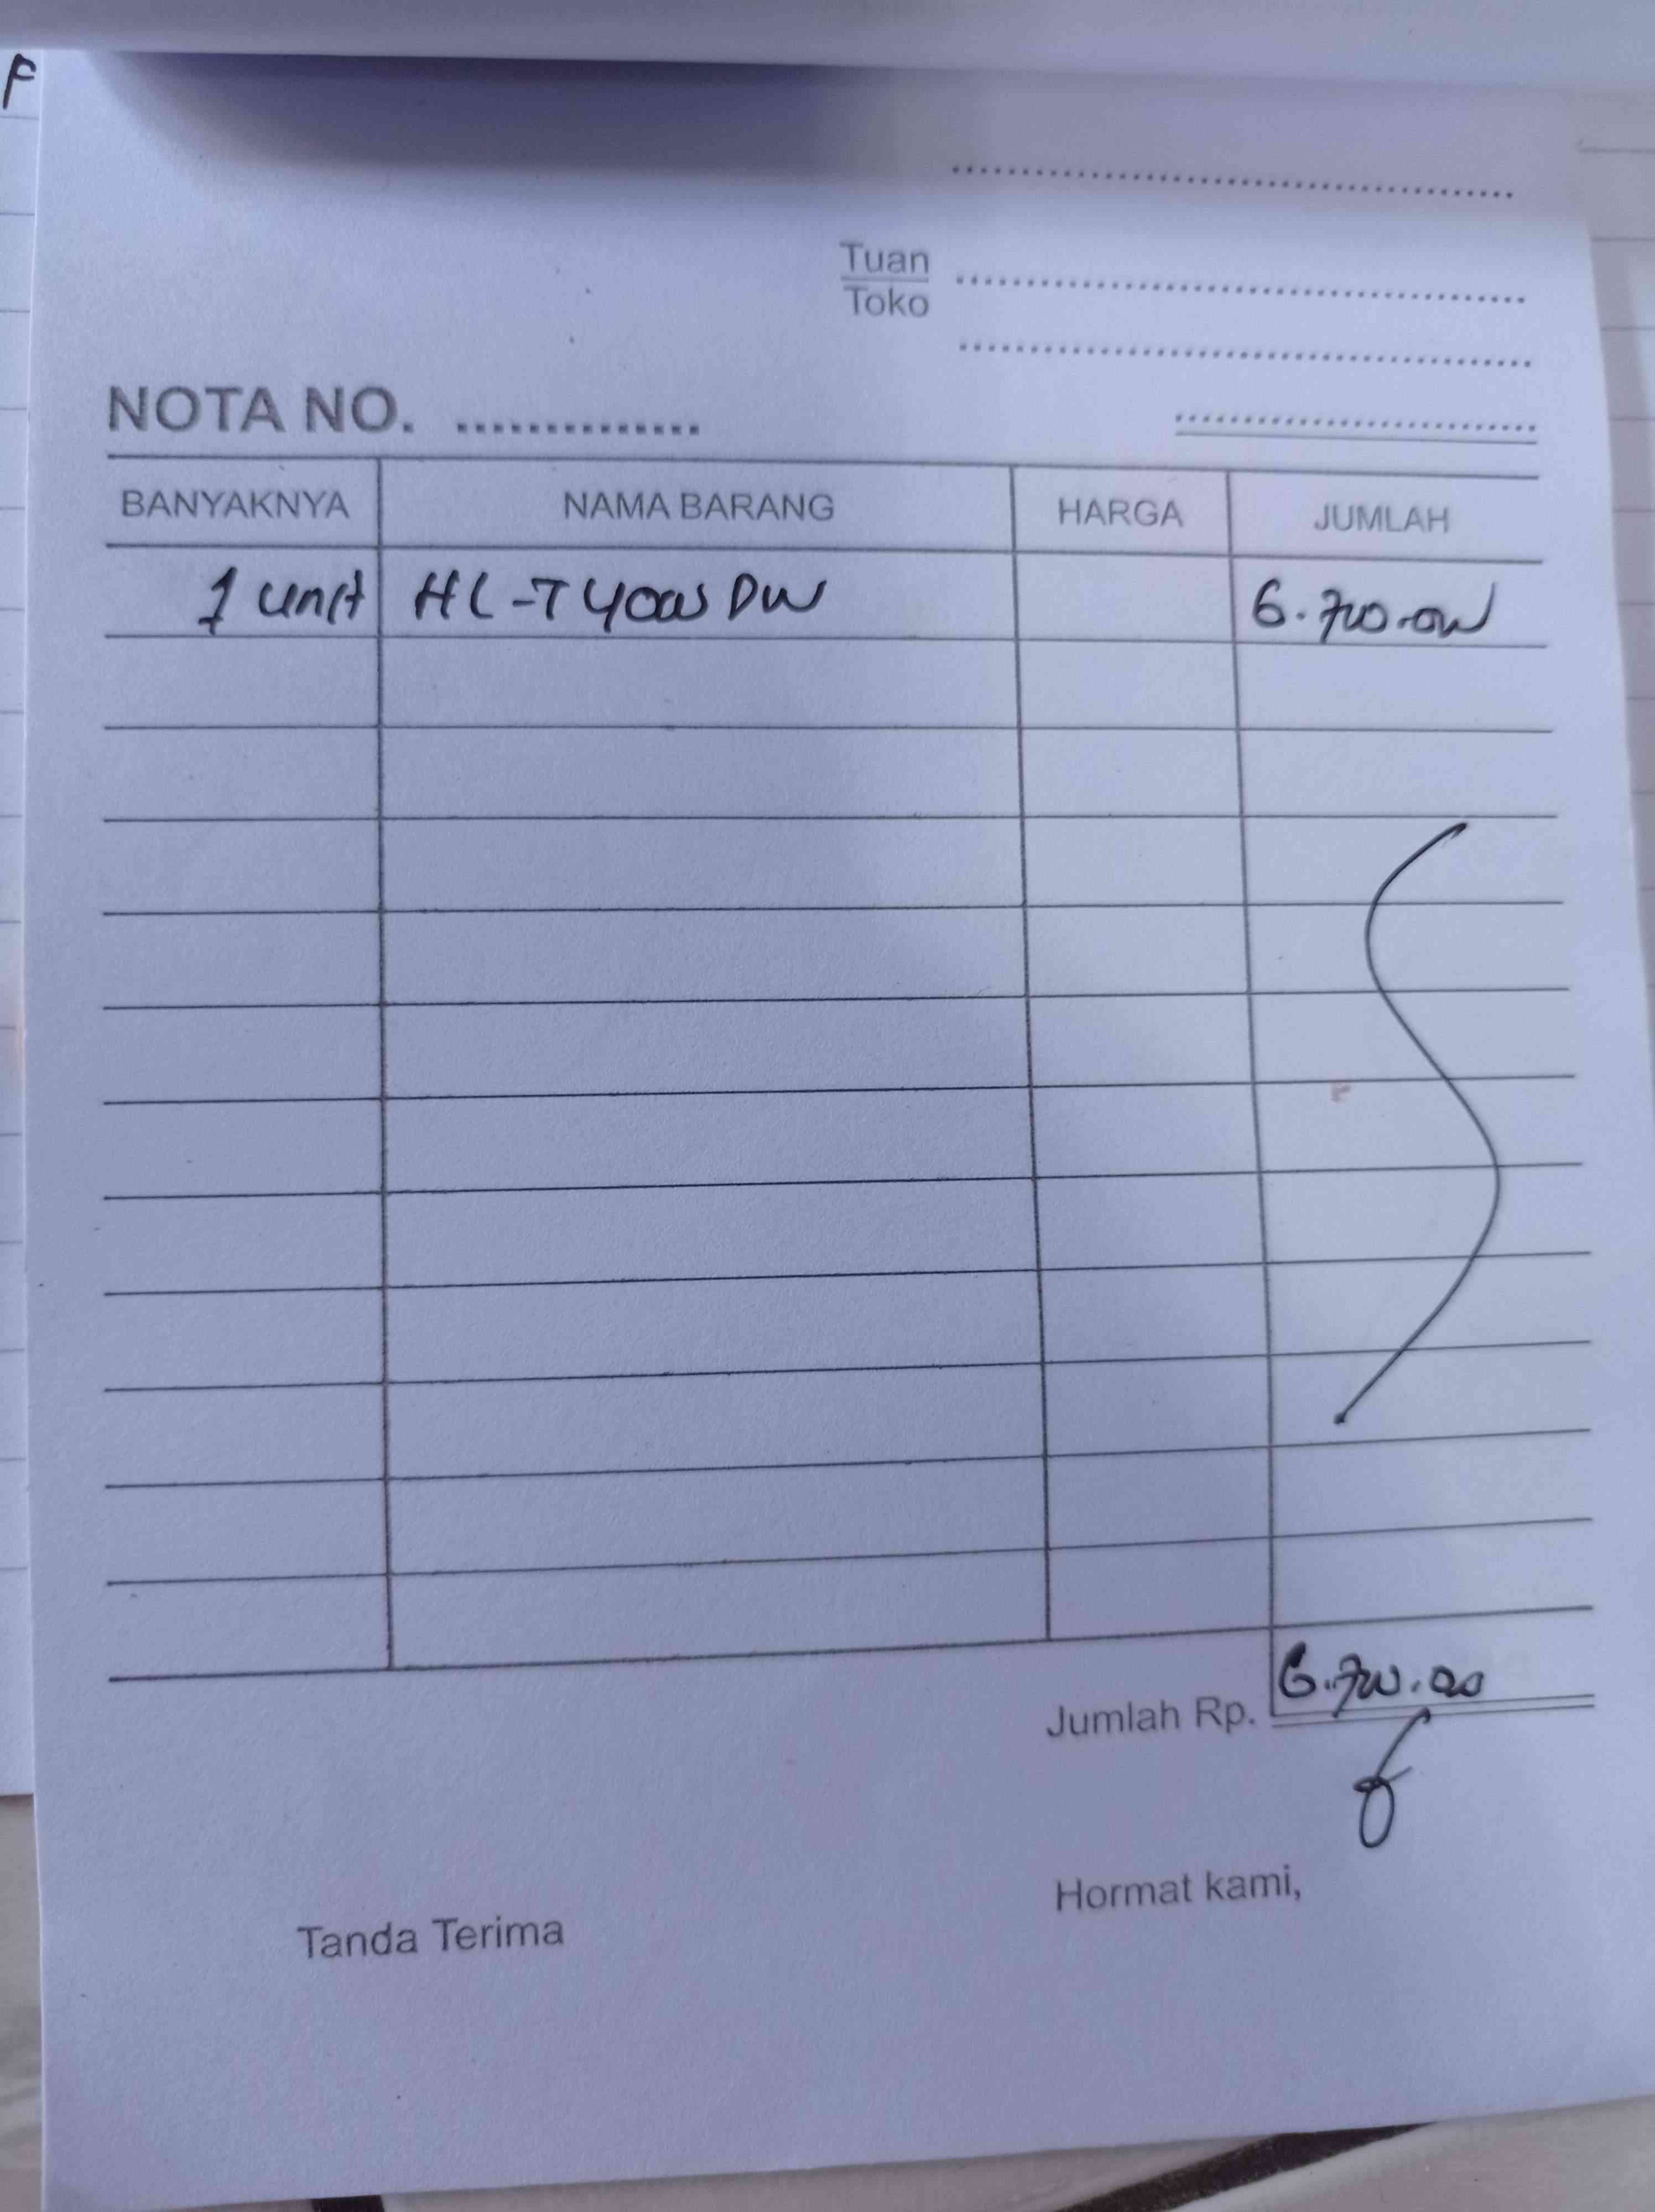 F
Tuan
Toko
NOTA NO.
BANYAKNYA NAMA BARANG HARGA JUMLAH
1 unit HL-T4000DW 6.700.000
Jumlah Rp. 6.700.000
Hormat kami,
Tanda Terima